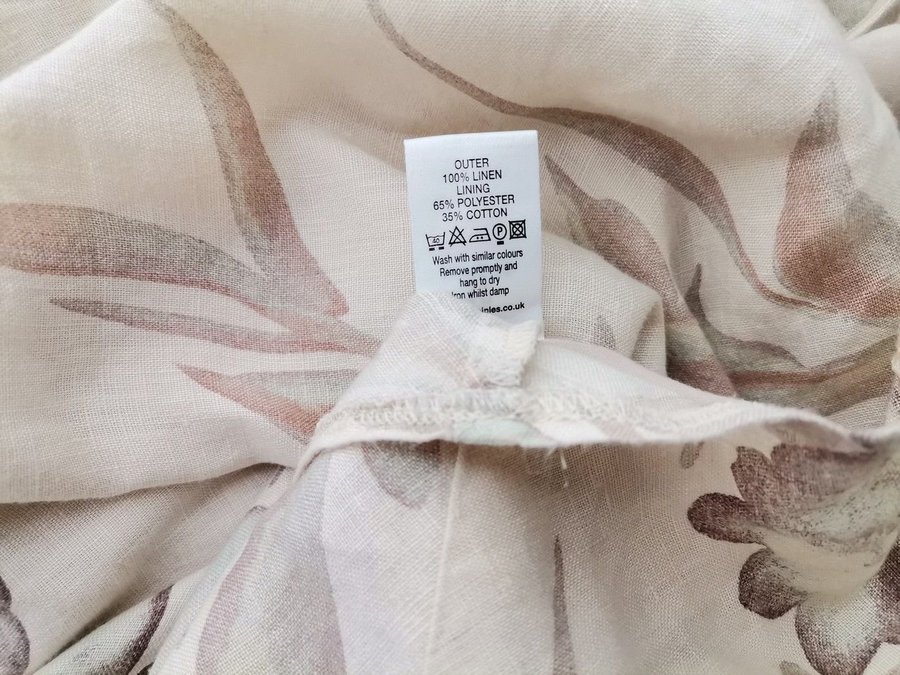 OUTER
100% LINEN
LINING
65% POLYESTER
35% COTTON
40 P
Wash with similar colours
Remove promptly and
hang to dry
Iron whilst damp